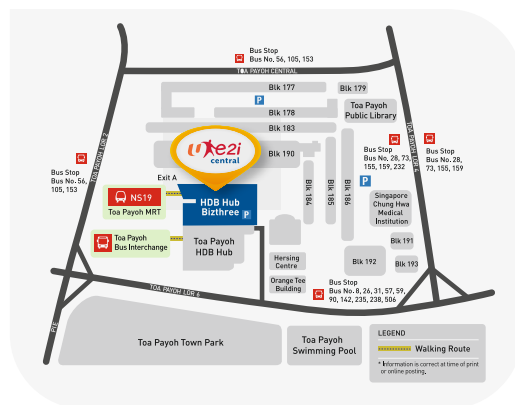 Bus Stop
Bus No. 56, 105, 153
TOA PAYOH CENTRAL
Blk 177
Blk 179
P
Blk 178
Toa Payoh
Public Library
Blk 183
TOA PAYOH LOR 2
TOA PAYOH LOR 4
e2i
central
Blk 190
Bus Stop
Bus No. 28, 73,
155, 159, 232
Bus Stop
Bus No. 28,
73, 155, 159
Bus Stop
Bus No. 56,
105, 153
Exit A
Blk 184
Blk 185
Blk 186
P
NS19
Toa Payoh MRT
HDB Hub
Bizthree
P
Singapore
Chung Hwa
Medical
Institution
Toa Payoh
Bus Interchange
Toa Payoh
HDB Hub
Blk 191
Hersing
Centre
Blk 192
Blk 193
Orange Tee
Building
Bus Stop
Bus No. 8, 26, 31, 57, 59,
90, 142, 235, 238, 506
TOA PAYOH LOR 6
PIE
Toa Payoh Town Park
Toa Payoh
Swimming Pool
LEGEND
Walking Route
* Information is correct at time of print
or online posting.